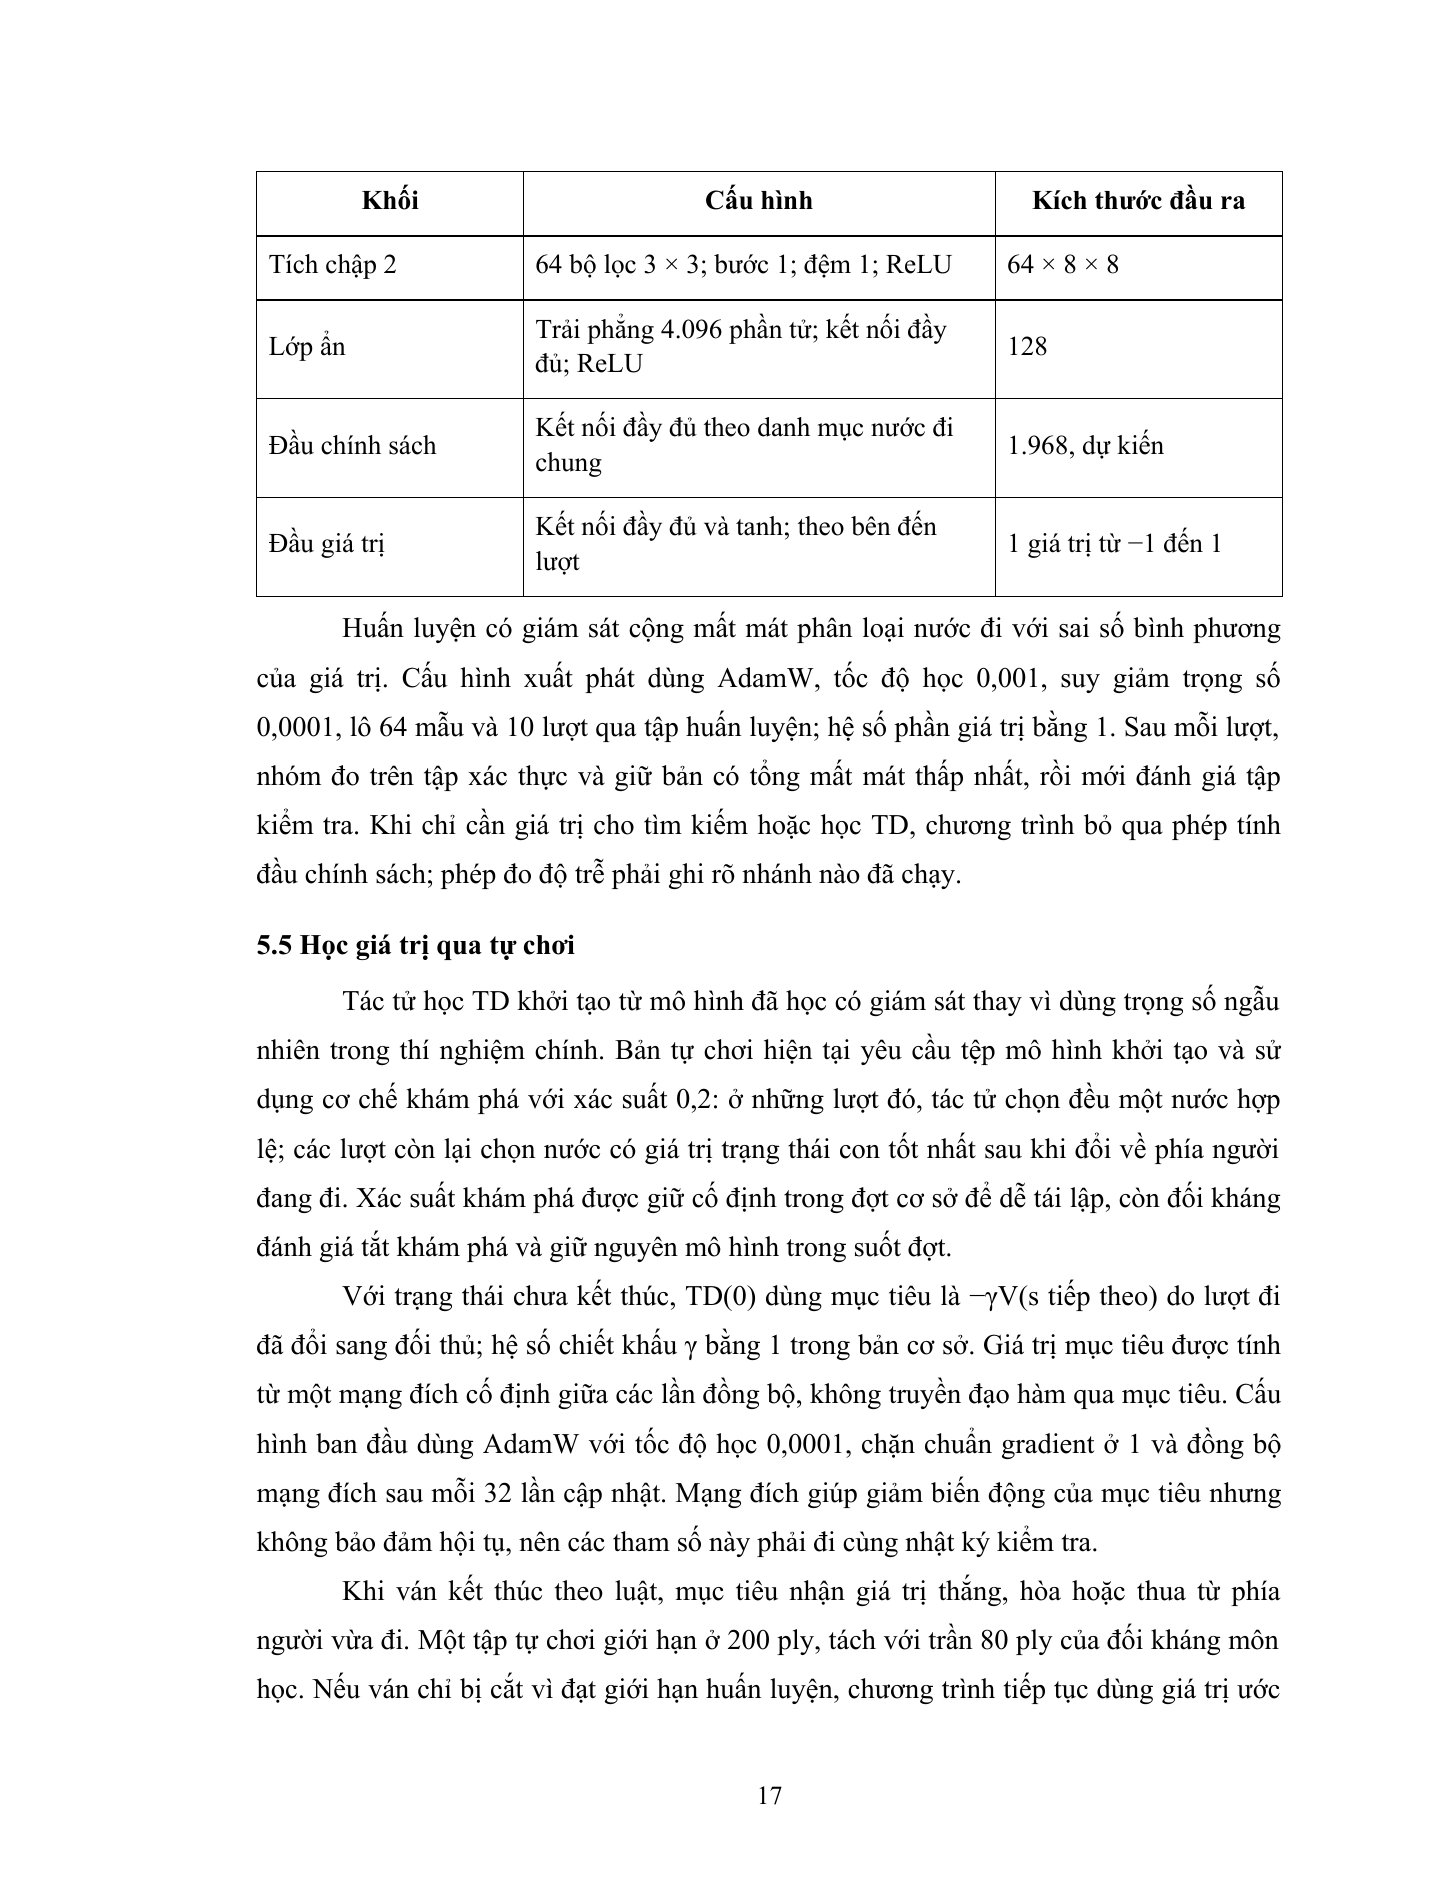 Khối Cấu hình Kích thước đầu ra
Tích chập 2 64 bộ lọc 3 × 3; bước 1; đệm 1; ReLU 64 × 8 × 8
Lớp ẩn Trải phẳng 4.096 phần tử; kết nối đầy
đủ; ReLU 128
Đầu chính sách Kết nối đầy đủ theo danh mục nước đi
chung 1.968, dự kiến
Đầu giá trị Kết nối đầy đủ và tanh; theo bên đến
lượt 1 giá trị từ −1 đến 1
Huấn luyện có giám sát cộng mất mát phân loại nước đi với sai số bình phương
của giá trị. Cấu hình xuất phát dùng AdamW, tốc độ học 0,001, suy giảm trọng số
0,0001, lô 64 mẫu và 10 lượt qua tập huấn luyện; hệ số phần giá trị bằng 1. Sau mỗi lượt,
nhóm đo trên tập xác thực và giữ bản có tổng mất mát thấp nhất, rồi mới đánh giá tập
kiểm tra. Khi chỉ cần giá trị cho tìm kiếm hoặc học TD, chương trình bỏ qua phép tính
đầu chính sách; phép đo độ trễ phải ghi rõ nhánh nào đã chạy.
5.5 Học giá trị qua tự chơi
Tác tử học TD khởi tạo từ mô hình đã học có giám sát thay vì dùng trọng số ngẫu
nhiên trong thí nghiệm chính. Bản tự chơi hiện tại yêu cầu tệp mô hình khởi tạo và sử
dụng cơ chế khám phá với xác suất 0,2: ở những lượt đó, tác tử chọn đều một nước hợp
lệ; các lượt còn lại chọn nước có giá trị trạng thái con tốt nhất sau khi đổi về phía người
đang đi. Xác suất khám phá được giữ cố định trong đợt cơ sở để dễ tái lập, còn đối kháng
đánh giá tắt khám phá và giữ nguyên mô hình trong suốt đợt.
Với trạng thái chưa kết thúc, TD(0) dùng mục tiêu là −γV(s tiếp theo) do lượt đi
đã đổi sang đối thủ; hệ số chiết khấu γ bằng 1 trong bản cơ sở. Giá trị mục tiêu được tính
từ một mạng đích cố định giữa các lần đồng bộ, không truyền đạo hàm qua mục tiêu. Cấu
hình ban đầu dùng AdamW với tốc độ học 0,0001, chặn chuẩn gradient ở 1 và đồng bộ
mạng đích sau mỗi 32 lần cập nhật. Mạng đích giúp giảm biến động của mục tiêu nhưng
không bảo đảm hội tụ, nên các tham số này phải đi cùng nhật ký kiểm tra.
Khi ván kết thúc theo luật, mục tiêu nhận giá trị thắng, hòa hoặc thua từ phía
người vừa đi. Một tập tự chơi giới hạn ở 200 ply, tách với trần 80 ply của đối kháng môn
học. Nếu ván chỉ bị cắt vì đạt giới hạn huấn luyện, chương trình tiếp tục dùng giá trị ước
17